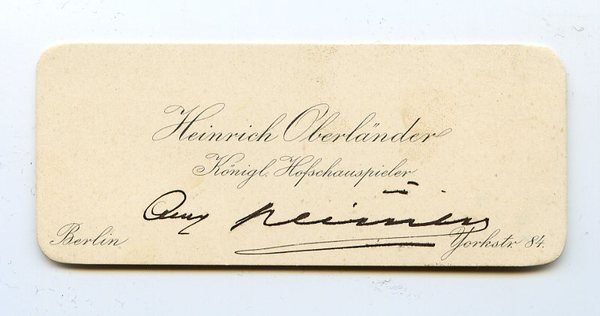 Heinrich Oberländer
Königl. Hofschauspieler
Berlin Yorkstr. 84.